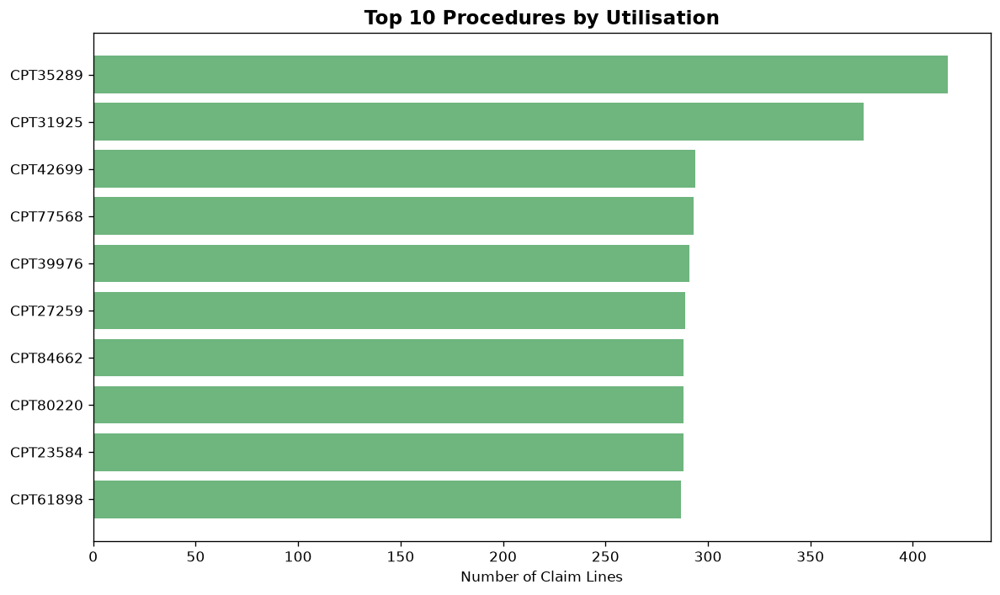 Top 10 Procedures by Utilisation
CPT35289
CPT31925
CPT42699
CPT77568
CPT39976
CPT27259
CPT84662
CPT80220
CPT23584
CPT61898
0 50 100 150 200 250 300 350 400
Number of Claim Lines